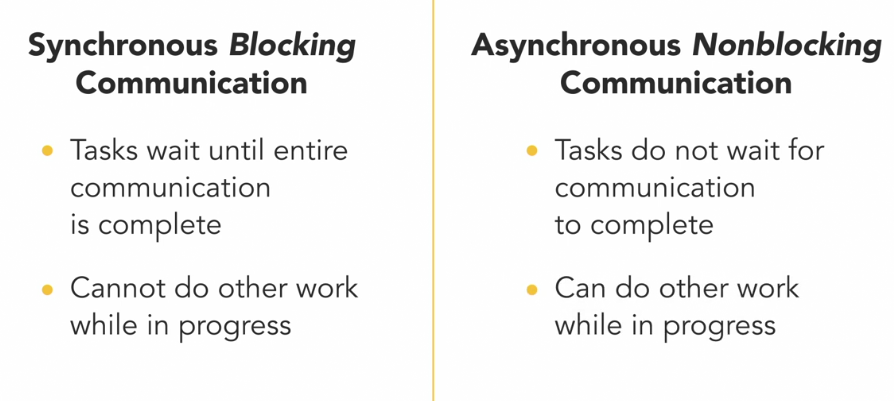 Synchronous Blocking
Communication
• Tasks wait until entire
communication
is complete
• Cannot do other work
while in progress
Asynchronous Nonblocking
Communication
• Tasks do not wait for
communication
to complete
• Can do other work
while in progress